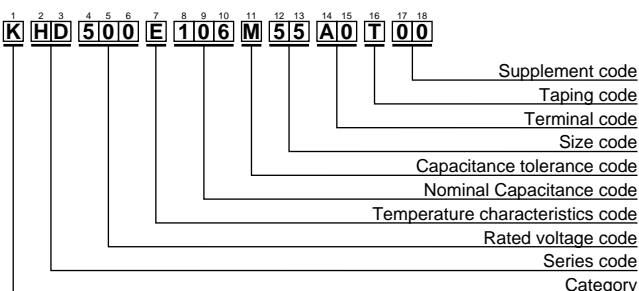 1 2 3 4 5 6 7 8 9 10 11 12 13 14 15 16 17 18
K HD 500 E 106 M 55 A0 T 00
Supplement code
Taping code
Terminal code
Size code
Capacitance tolerance code
Nominal Capacitance code
Temperature characteristics code
Rated voltage code
Series code
Category